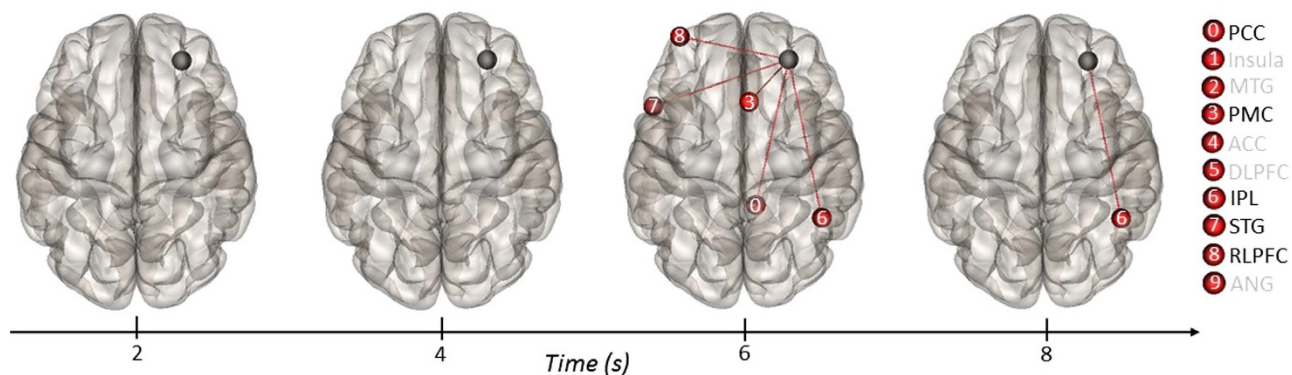 0 PCC
1 Insula
2 MTG
3 PMC
4 ACC
5 DLPFC
6 IPL
7 STG
8 RLPFC
9 ANG
8
7
3
0
6
6
2 4 6 8
Time (s)